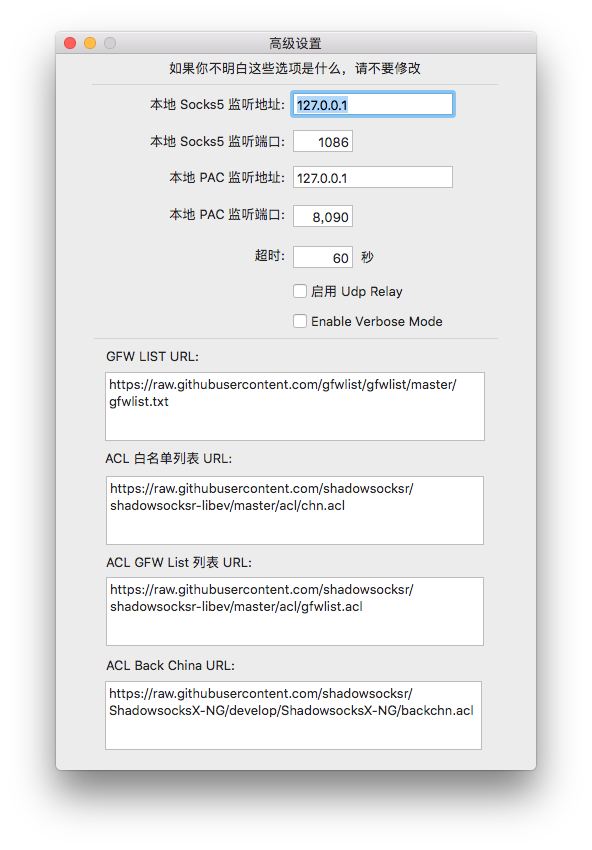 高级设置
如果你不明白这些选项是什么，请不要修改
本地 Socks5 监听地址: 127.0.0.1
本地 Socks5 监听端口: 1086
本地 PAC 监听地址: 127.0.0.1
本地 PAC 监听端口: 8,090
超时: 60 秒
启用 Udp Relay
Enable Verbose Mode
GFW LIST URL:
https://raw.githubusercontent.com/gfwlist/gfwlist/master/
gfwlist.txt
ACL 白名单列表 URL:
https://raw.githubusercontent.com/shadowsocksr/
shadowsocksr-libev/master/acl/chn.acl
ACL GFW List 列表 URL:
https://raw.githubusercontent.com/shadowsocksr/
shadowsocksr-libev/master/acl/gfwlist.acl
ACL Back China URL:
https://raw.githubusercontent.com/shadowsocksr/
ShadowsocksX-NG/develop/ShadowsocksX-NG/backchn.acl